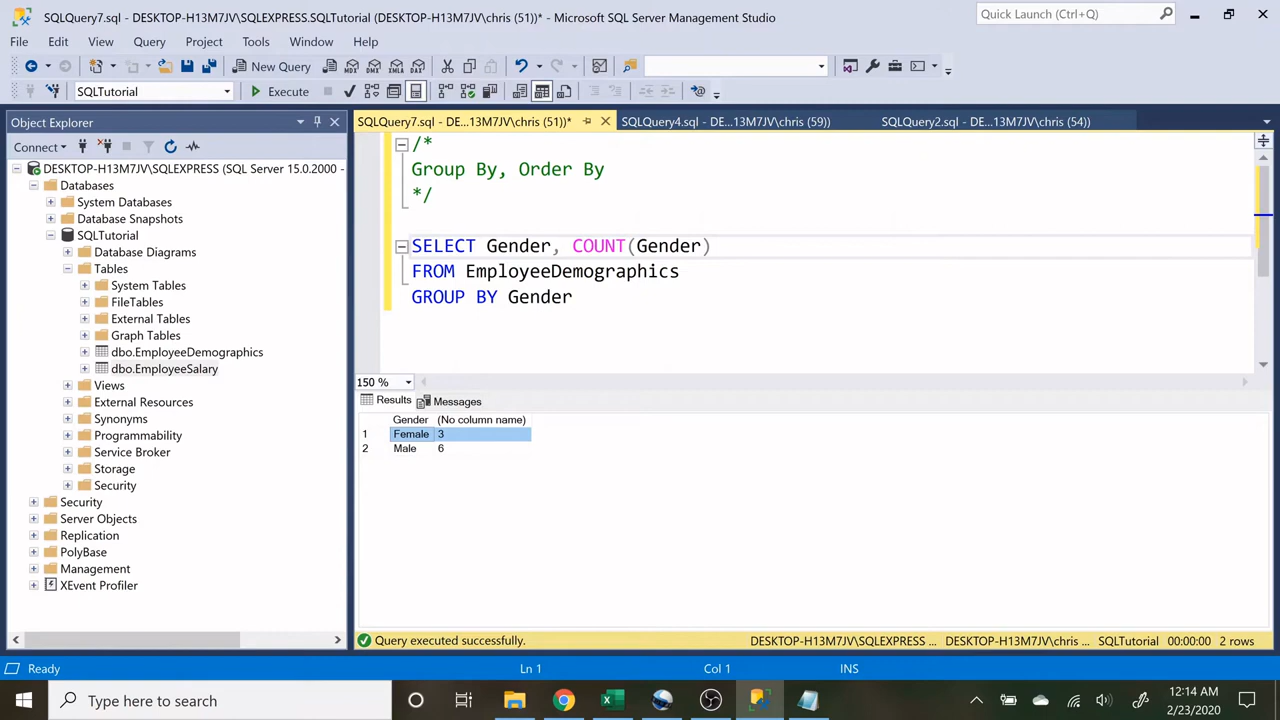 SQLQuery7.sql - DESKTOP-H13M7JV\SQLEXPRESS.SQLTutorial (DESKTOP-H13M7JV\chris (51))* - Microsoft SQL Server Management Studio
Quick Launch (Ctrl+Q)
File Edit View Query Project Tools Window Help
New Query MDX DMX XMLA DAX
SQLTutorial Execute
Object Explorer
SQLQuery7.sql - DE...13M7JV\chris (51))* SQLQuery4.sql - DE...13M7JV\chris (59)) SQLQuery2.sql - DE...13M7JV\chris (54))
Connect
DESKTOP-H13M7JV\SQLEXPRESS (SQL Server 15.0.2000 -
Databases
System Databases
Database Snapshots
SQLTutorial
Database Diagrams
Tables
System Tables
FileTables
External Tables
Graph Tables
dbo.EmployeeDemographics
dbo.EmployeeSalary
Views
External Resources
Synonyms
Programmability
Service Broker
Storage
Security
Security
Server Objects
Replication
PolyBase
Management
XEvent Profiler
/*
Group By, Order By
*/
SELECT Gender, COUNT(Gender)
FROM EmployeeDemographics
GROUP BY Gender
150 %
Results Messages
Gender (No column name)
1 Female 3
2 Male 6
Query executed successfully. DESKTOP-H13M7JV\SQLEXPRESS ... DESKTOP-H13M7JV\chris ... SQLTutorial 00:00:00 2 rows
Ready Ln 1 Col 1 INS
Type here to search
12:14 AM
2/23/2020